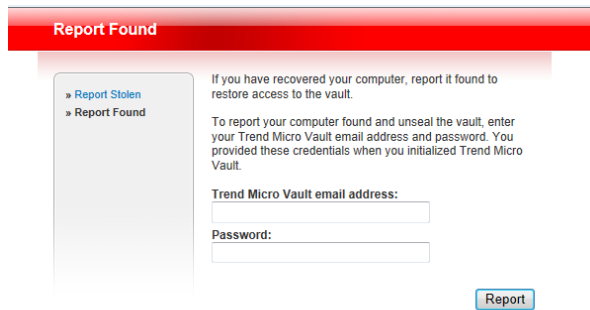 Report Found
» Report Stolen
» Report Found
If you have recovered your computer, report it found to
restore access to the vault.
To report your computer found and unseal the vault, enter
your Trend Micro Vault email address and password. You
provided these credentials when you initialized Trend Micro
Vault.
Trend Micro Vault email address:
Password:
Report